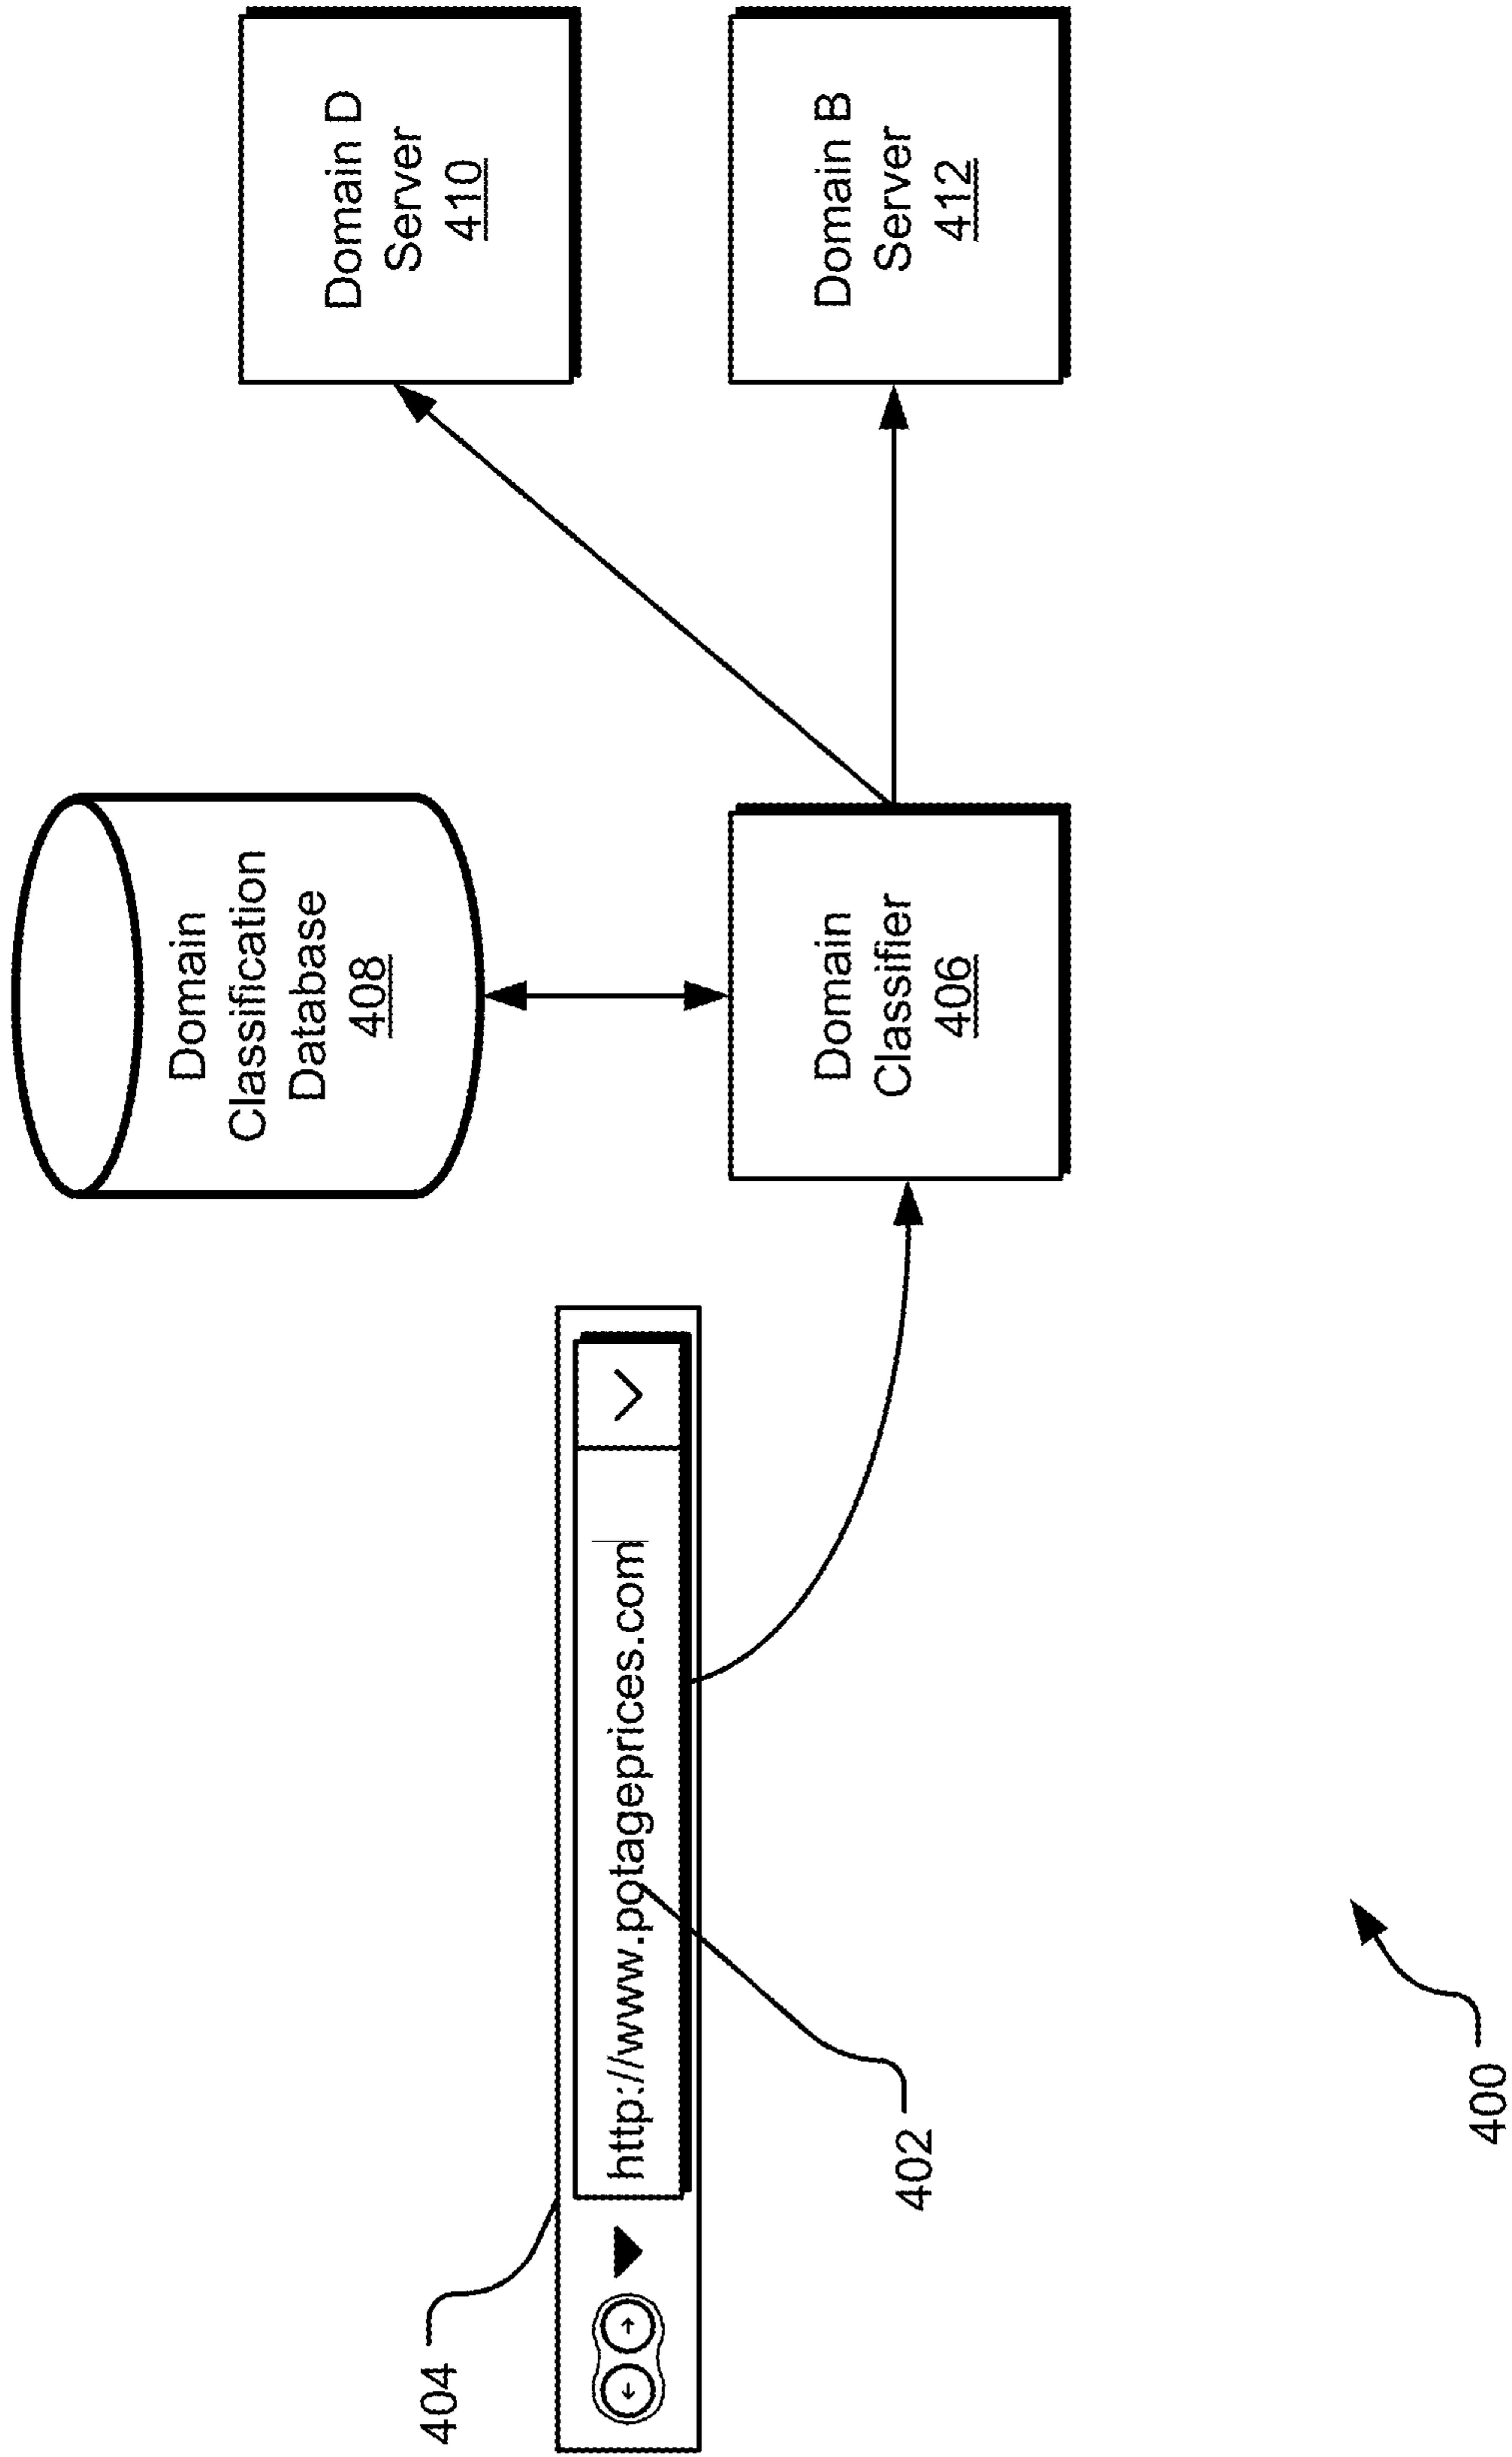 Domain
Classification
Database
408
Domain D
Server
410
404
http://www.potageprices.com
402
Domain
Classifier
406
Domain B
Server
412
400